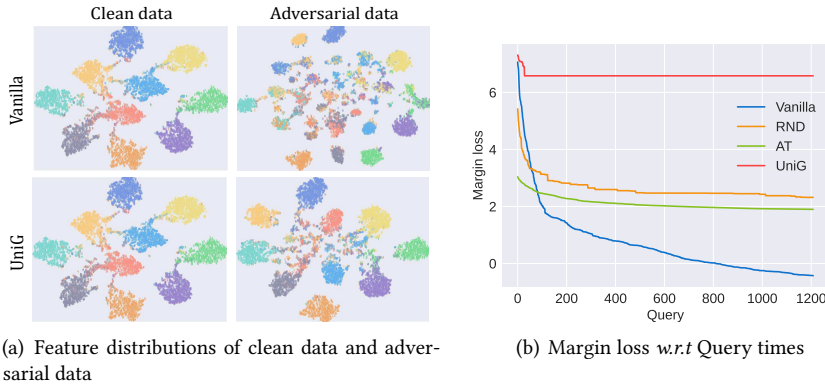 Clean data
Adversarial data
Vanilla
UniG
(a) Feature distributions of clean data and adver-
sarial data
Margin loss
6
4
2
0
0
200
400
600
800
1000
1200
Query
Vanilla
RND
AT
UniG
(b) Margin loss w.r.t Query times